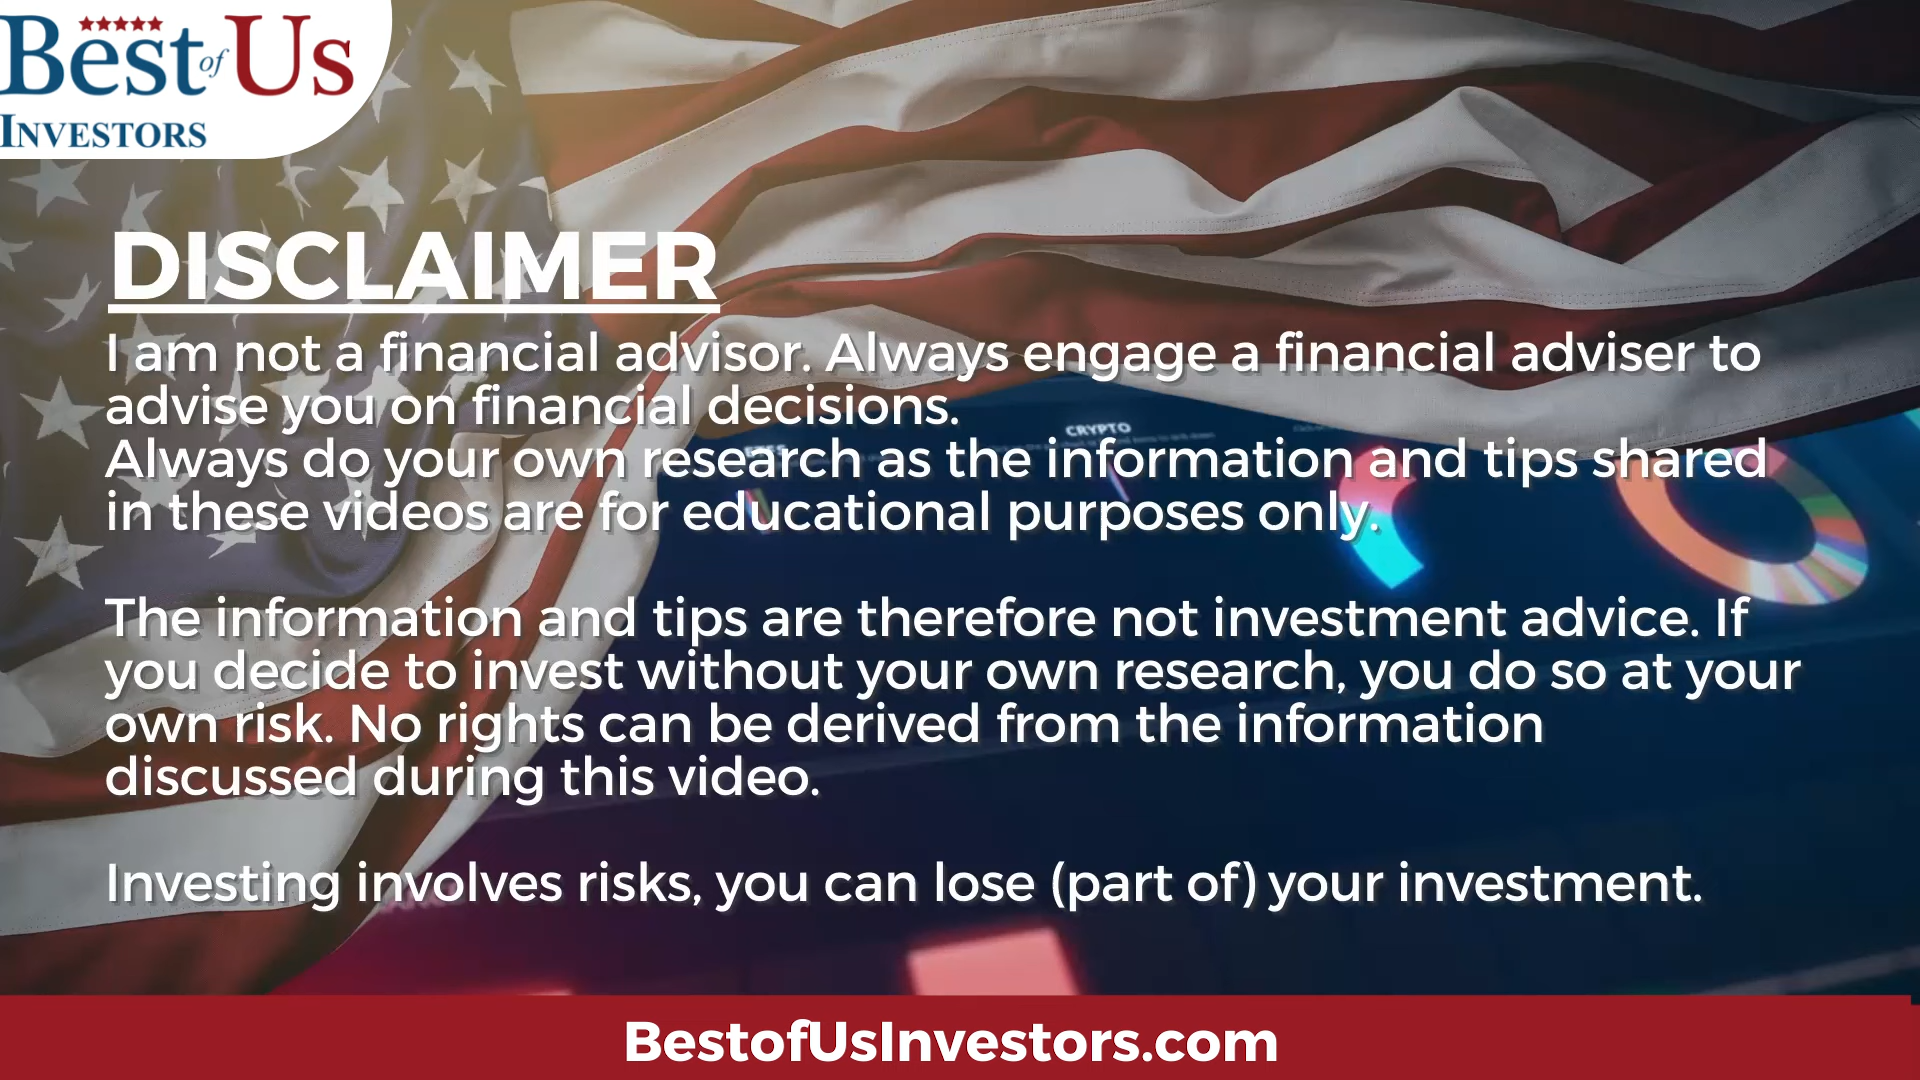 Best of Us
INVESTORS
DISCLAIMER
I am not a financial advisor. Always engage a financial adviser to
advise you on financial decisions.
CRYPTO
Always do your own research as the information and tips shared
in these videos are for educational purposes only.
The information and tips are therefore not investment advice. If
you decide to invest without your own research, you do so at your
own risk. No rights can be derived from the information
discussed during this video.
Investing involves risks, you can lose (part of) your investment.
BestofUsInvestors.com